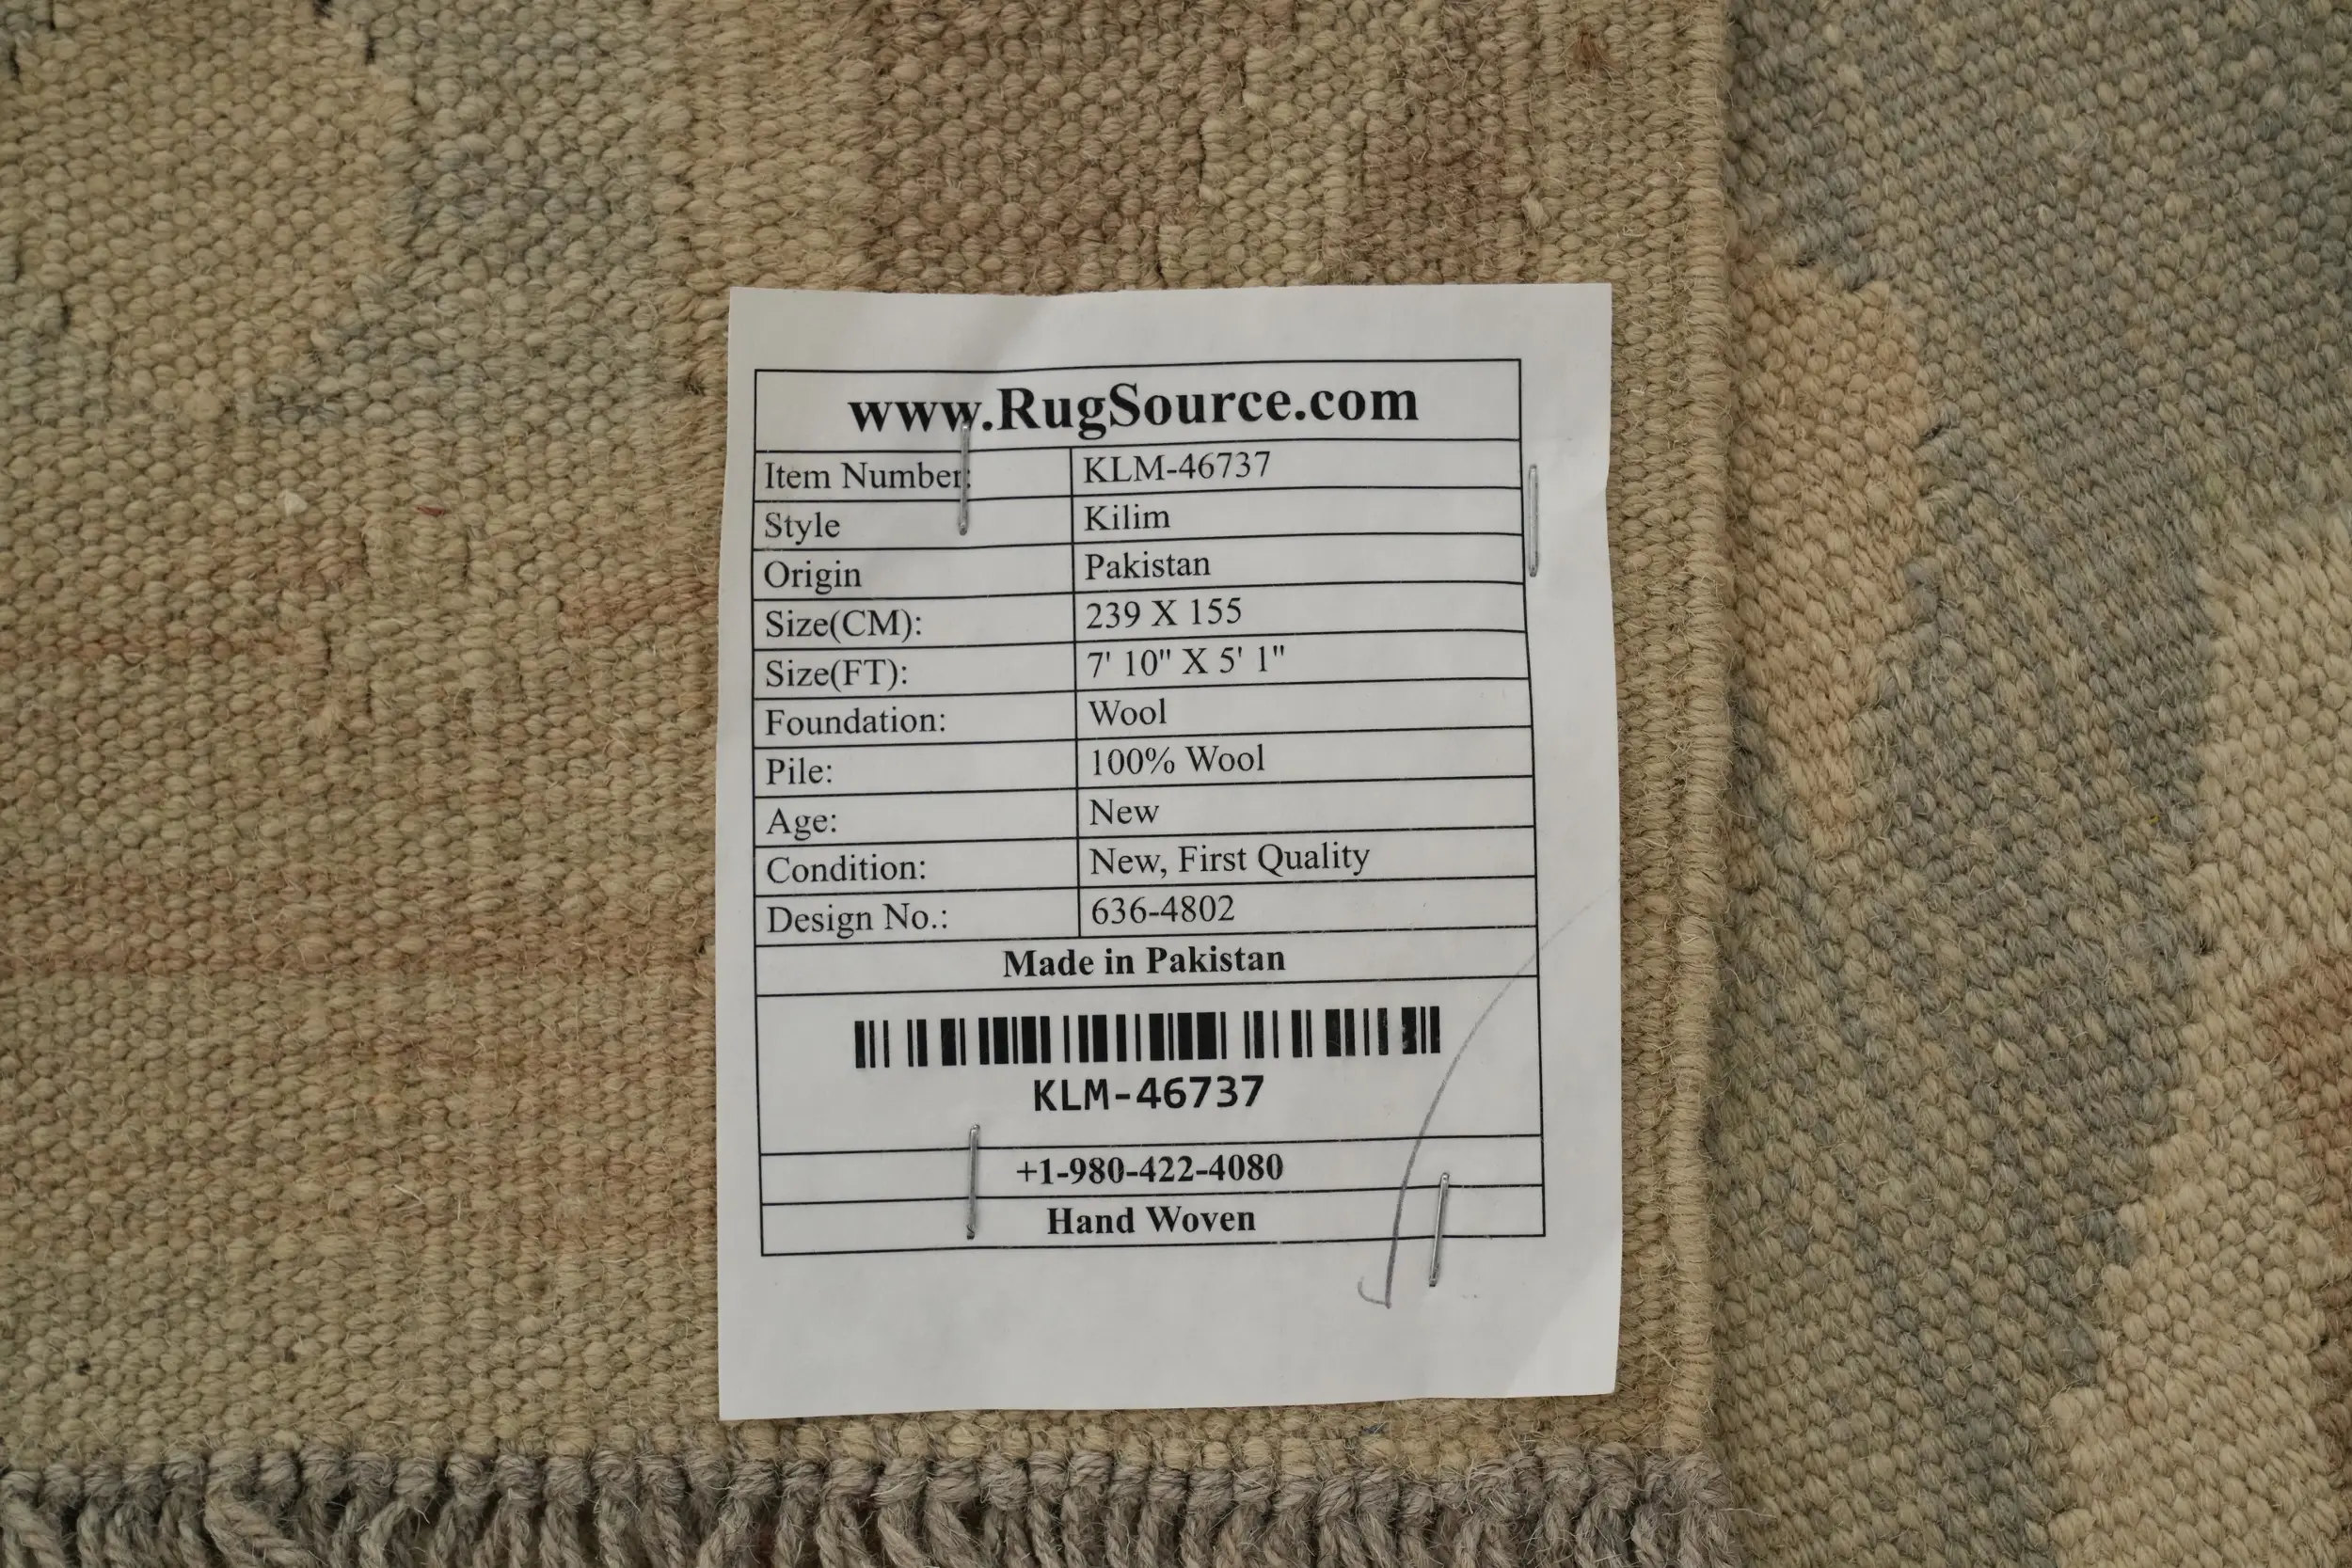 www.RugSource.com
Item Number: KLM-46737
Style Kilim
Origin Pakistan
Size(CM): 239 X 155
Size(FT): 7' 10" X 5' 1"
Foundation: Wool
Pile: 100% Wool
Age: New
Condition: New, First Quality
Design No.: 636-4802
Made in Pakistan
KLM-46737
+1-980-422-4080
Hand Woven